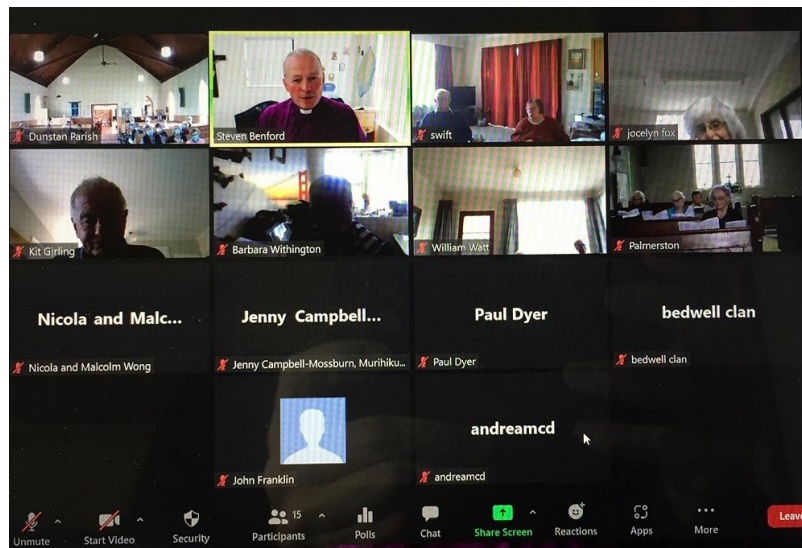 Dunstan Parish
Steven Benford
swift
jocelyn fox
Kit Girling
Barbara Withington
William Watt
Palmerston
Nicola and Malc...
Jenny Campbell...
Paul Dyer
bedwell clan
Nicola and Malcolm Wong
Jenny Campbell-Mossburn, Murihiku...
Paul Dyer
bedwell clan
andreamcd
John Franklin
andreamcd
Unmute
Start Video
Security
Participants
15
Polls
Chat
Share Screen
Reactions
Apps
More
Leave